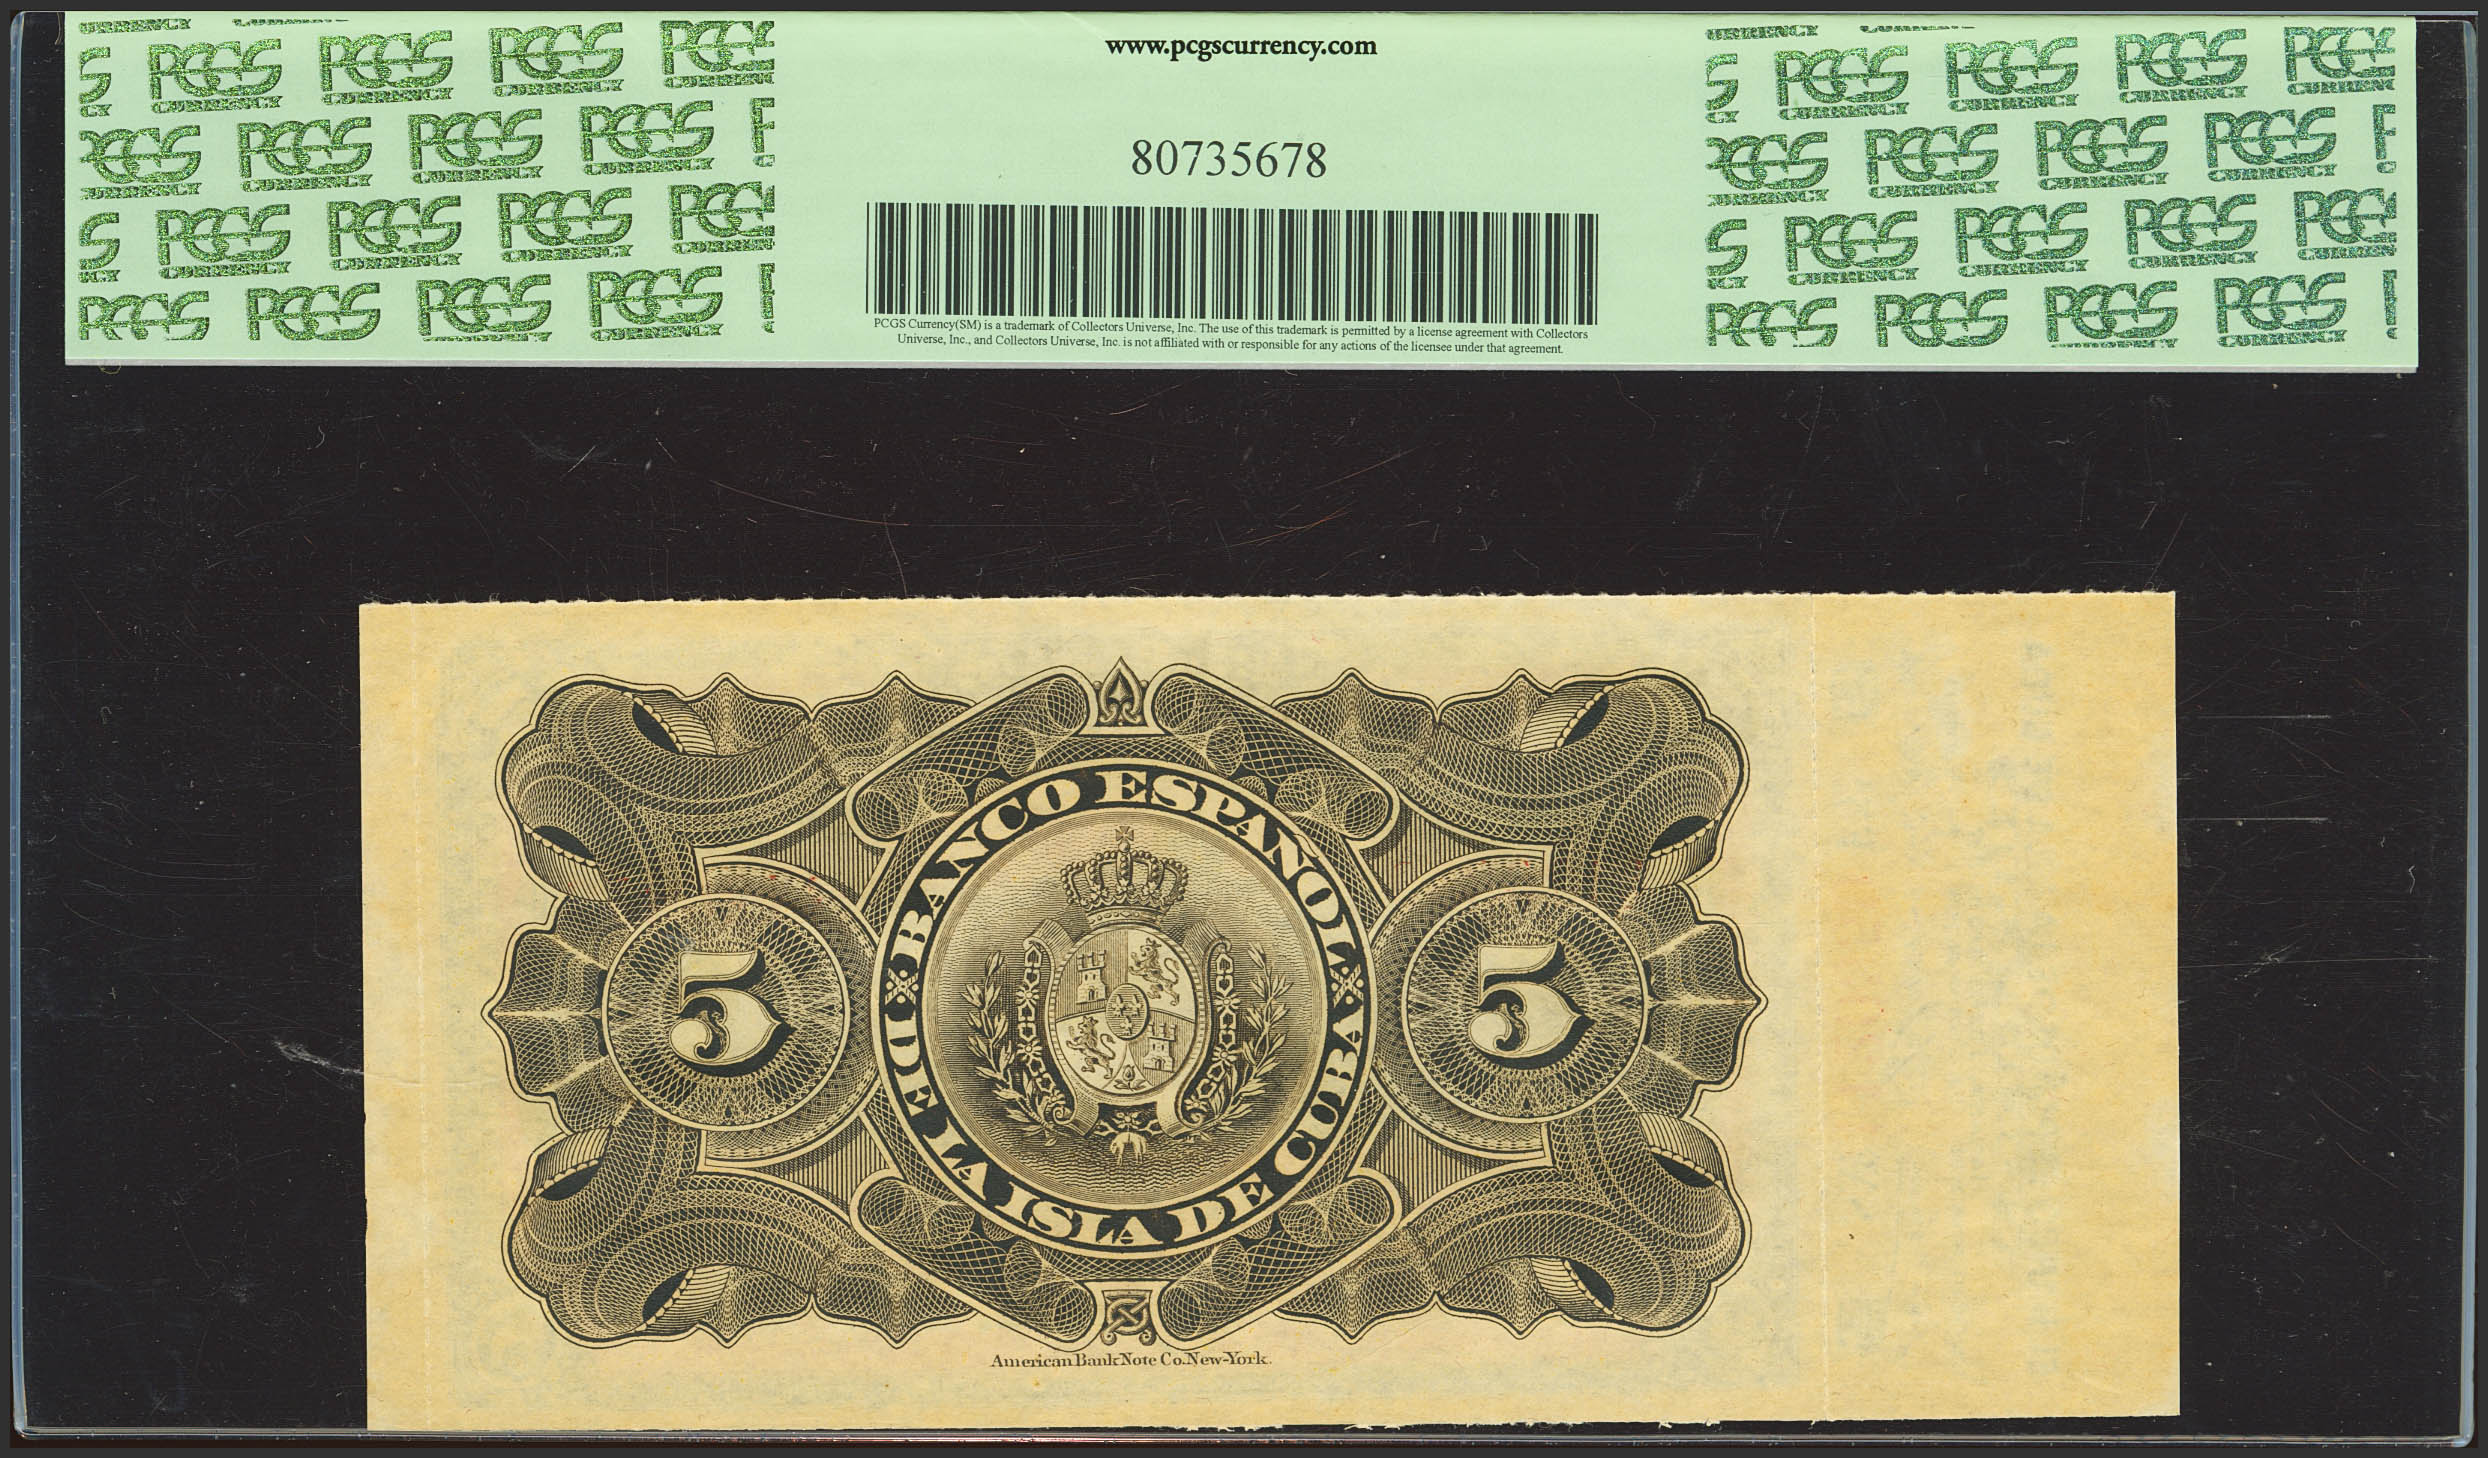 www.pcgscurrency.com
80735678
PCGS Currency(SM) is a trademark of Collectors Universe, Inc. The use of this trademark is permitted by a license agreement with Collectors
Universe, Inc., and Collectors Universe, Inc. is not affiliated with or responsible for any actions of the licensee under that agreement.
PCGS CURRENCY
BANCO ESPAÑOL
DE LA ISLA DE CUBA
5
5
American Bank Note Co. New-York.